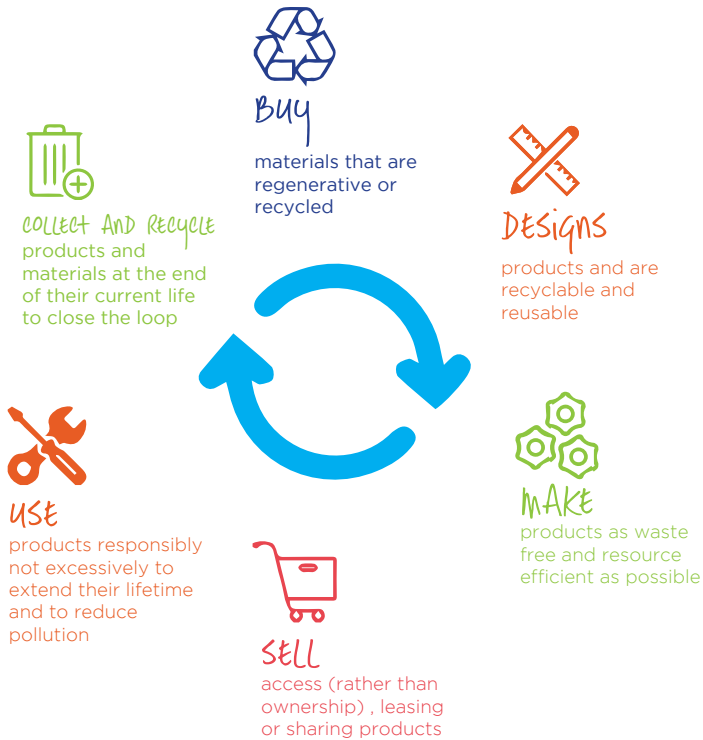 BUY
materials that are
regenerative or
recycled
DESIGNS
products and are
recyclable and
reusable
MAKE
products as waste
free and resource
efficient as possible
SELL
access (rather than
ownership) , leasing
or sharing products
USE
products responsibly
not excessively to
extend their lifetime
and to reduce
pollution
COLLECT AND RECYCLE
products and
materials at the end
of their current life
to close the loop